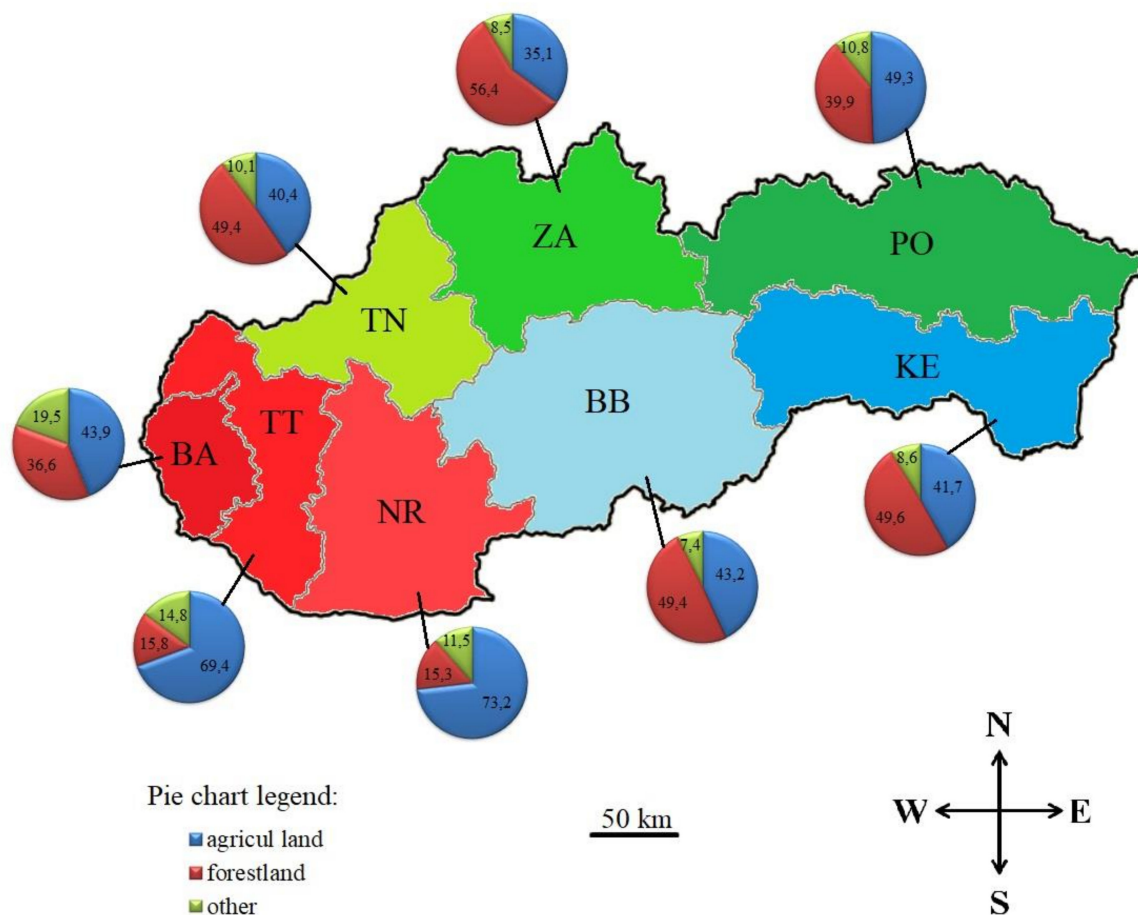 8,5
35,1
56,4
10,8
49,3
39,9
10,1
40,4
49,4
ZA
PO
TN
KE
BB
TT
BA
NR
19,5
43,9
36,6
8,6
41,7
49,6
7,4
43,2
49,4
14,8
15,8
69,4
11,5
15,3
73,2
N
W
E
S
Pie chart legend:
agricul land
forestland
other
50 km